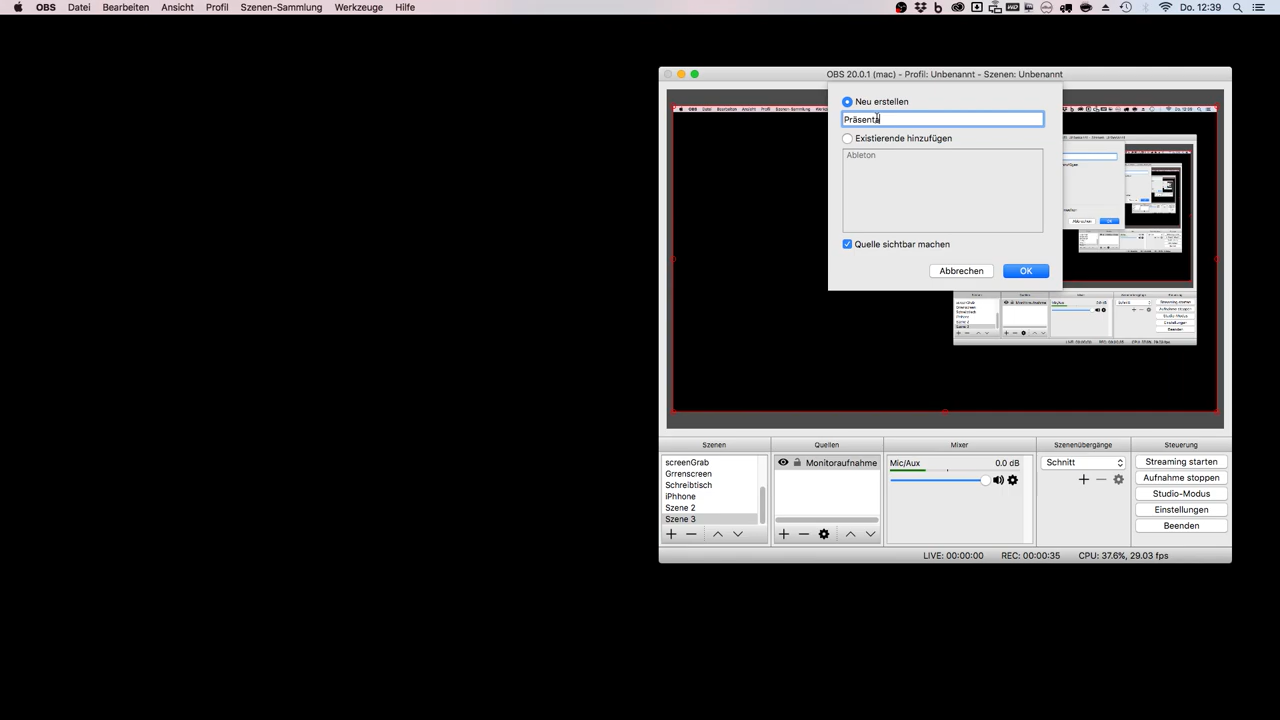 OBS Datei Bearbeiten Ansicht Profil Szenen-Sammlung Werkzeuge Hilfe Do. 12:39
OBS 20.0.1 (mac) - Profil: Unbenannt - Szenen: Unbenannt
Neu erstellen
Präsenta
Existierende hinzufügen
Ableton
Quelle sichtbar machen
Abbrechen OK
Szenen Quellen Mixer Szenenübergänge Steuerung
screenGrab
Grrenscreen
Schreibtisch
iPhhone
Szene 2
Szene 3
Monitoraufnahme
Mic/Aux 0.0 dB
Schnitt
Streaming starten
Aufnahme stoppen
Studio-Modus
Einstellungen
Beenden
LIVE: 00:00:00 REC: 00:00:35 CPU: 37.6%, 29.03 fps